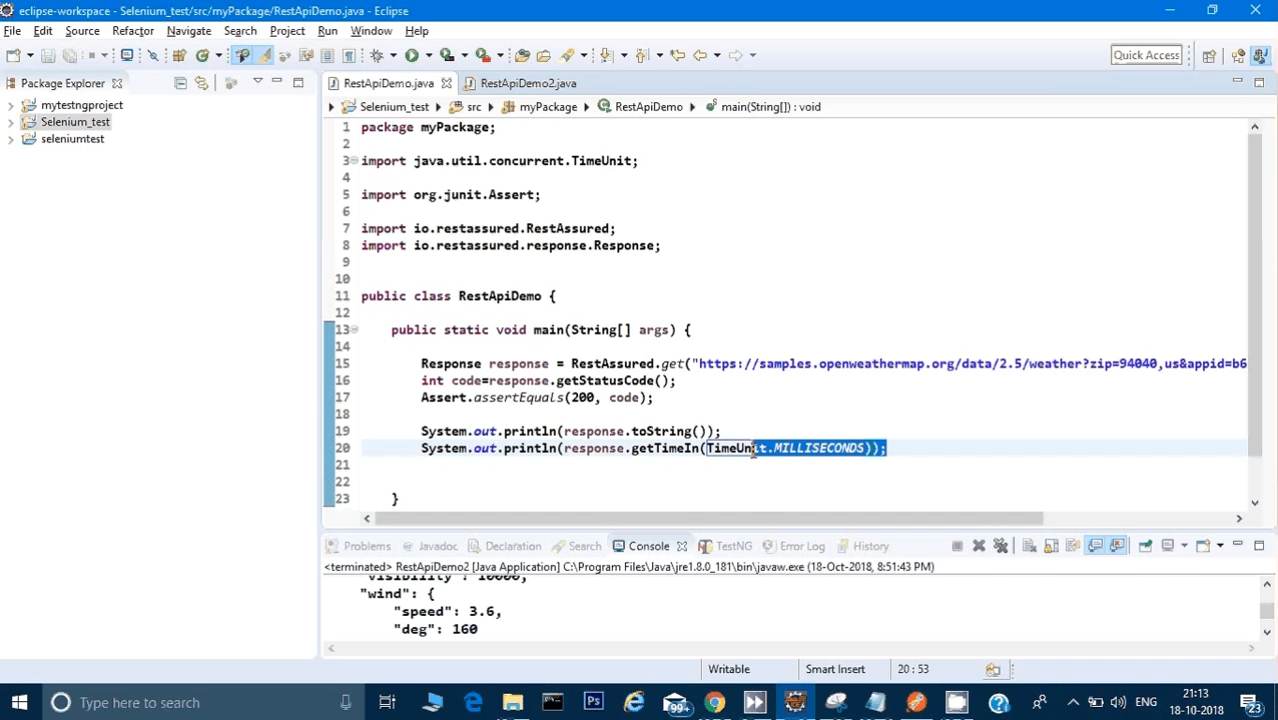 eclipse-workspace - Selenium_test/src/myPackage/RestApiDemo.java - Eclipse
File Edit Source Refactor Navigate Search Project Run Window Help
Quick Access
Package Explorer
RestApiDemo.java
RestApiDemo2.java
mytestngproject
Selenium_test
seleniumtest
Selenium_test src myPackage RestApiDemo main(String[]) : void
1 package myPackage;
2
3 import java.util.concurrent.TimeUnit;
4
5 import org.junit.Assert;
6
7 import io.restassured.RestAssured;
8 import io.restassured.response.Response;
9
10
11 public class RestApiDemo {
12
13 public static void main(String[] args) {
14
15 Response response = RestAssured.get("https://samples.openweathermap.org/data/2.5/weather?zip=94040,us&appid=b6
16 int code=response.getStatusCode();
17 Assert.assertEquals(200, code);
18
19 System.out.println(response.toString());
20 System.out.println(response.getTimeIn(TimeUnit.MILLISECONDS));
21
22
23 }
Problems Javadoc Declaration Search Console TestNG Error Log History
<terminated> RestApiDemo2 [Java Application] C:\Program Files\Java\jre1.8.0_181\bin\javaw.exe (18-Oct-2018, 8:51:43 PM)
"visibility": 10000,
"wind": {
"speed": 3.6,
"deg": 160
Writable Smart Insert 20 : 53
Type here to search
Ps
99+
ENG
21:13
18-10-2018
23